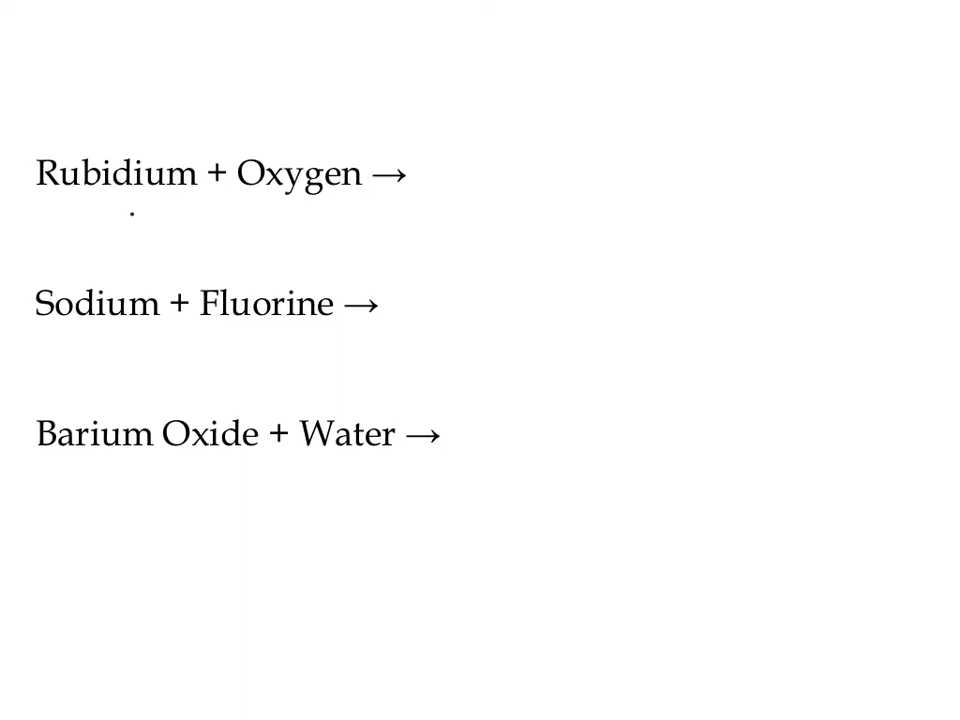 Rubidium + Oxygen →
Sodium + Fluorine →
Barium Oxide + Water →